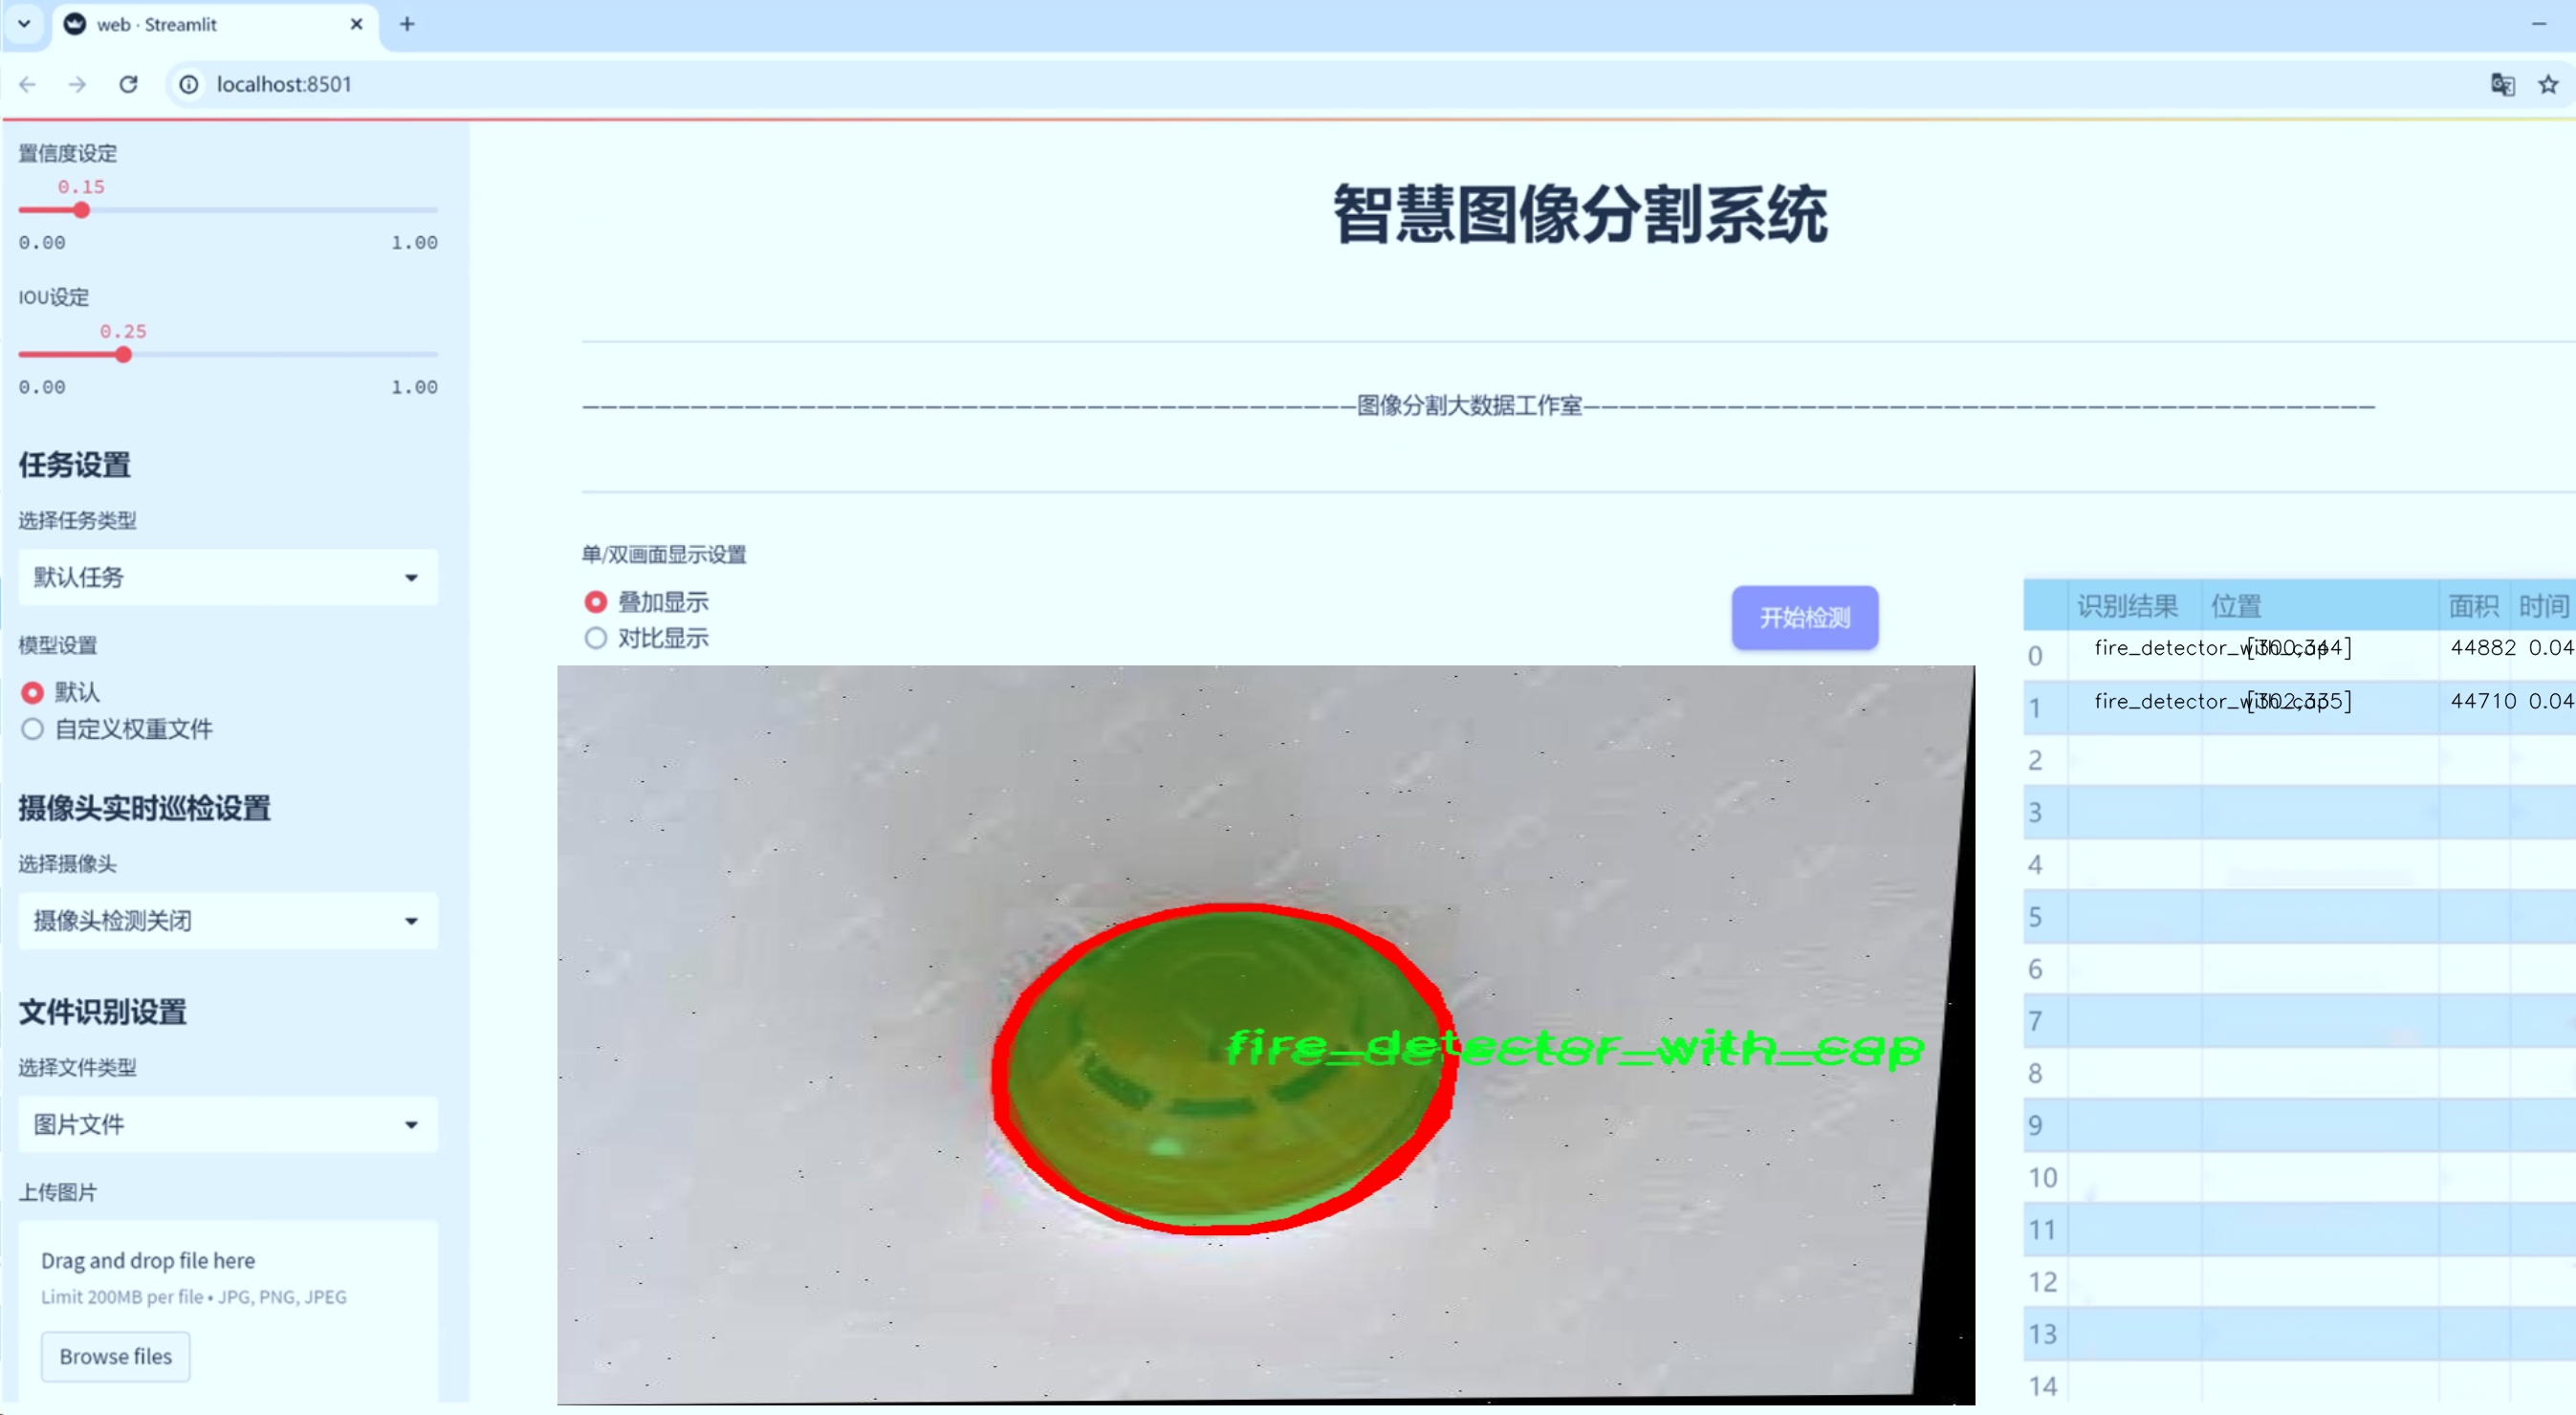 web · Streamlit
localhost:8501
置信度设定
0.15
0.00 1.00
IOU设定
0.25
0.00 1.00
任务设置
选择任务类型
默认任务
模型设置
默认
自定义权重文件
摄像头实时巡检设置
选择摄像头
摄像头检测关闭
文件识别设置
选择文件类型
图片文件
上传图片
Drag and drop file here
Limit 200MB per file • JPG, PNG, JPEG
Browse files
智慧图像分割系统
图像分割大数据工作室
单/双画面显示设置
叠加显示
对比显示
开始检测
fire_detector_with_cap
识别结果 位置 面积 时间
0 fire_detector_with_cap [300,344] 44882 0.04
1 fire_detector_with_cap [302,335] 44710 0.04
2
3
4
5
6
7
8
9
10
11
12
13
14